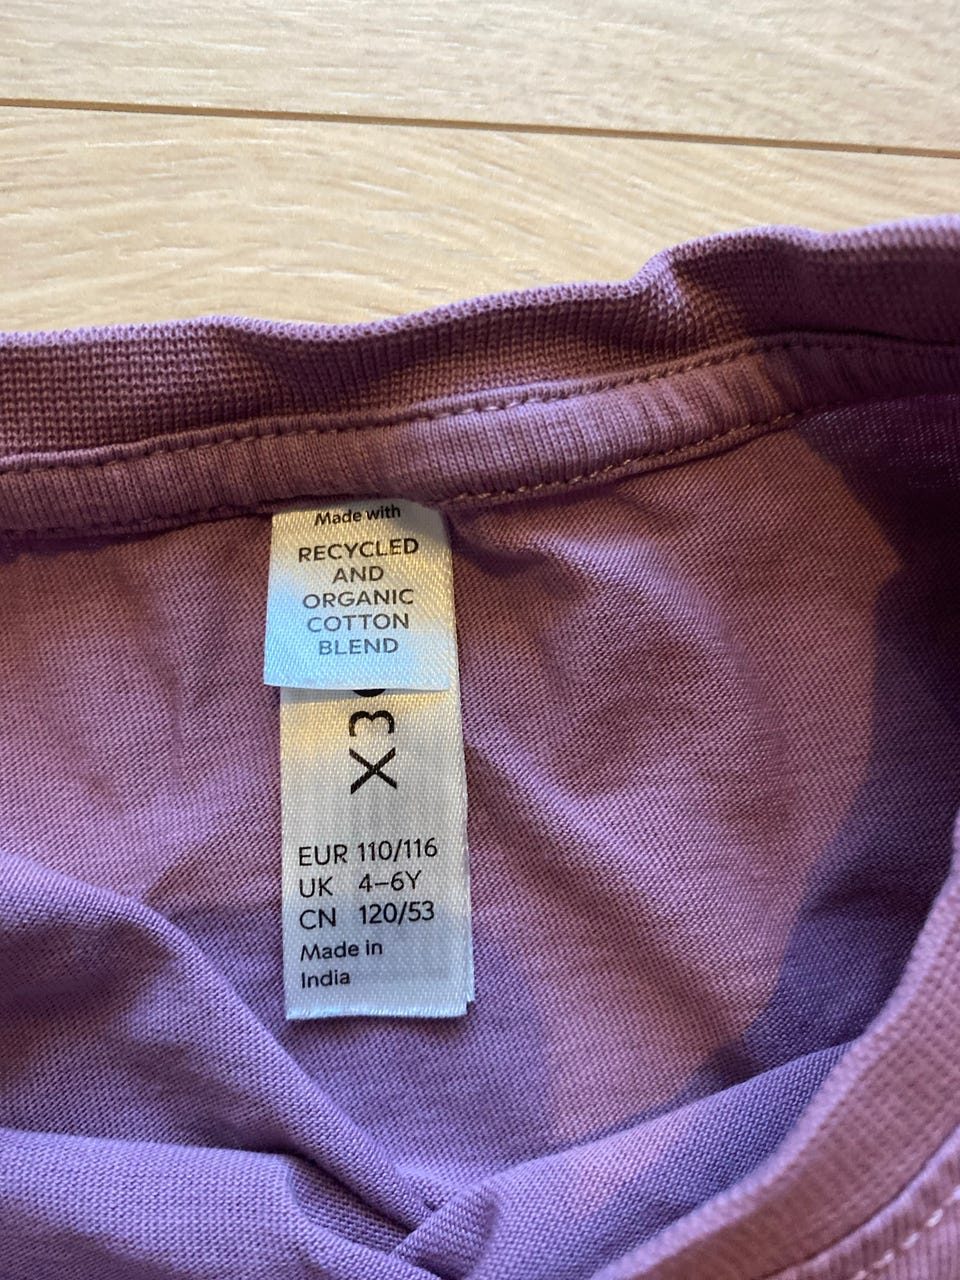 Made with
RECYCLED
AND
ORGANIC
COTTON
BLEND
EUR 110/116
UK 4–6Y
CN 120/53
Made in
India